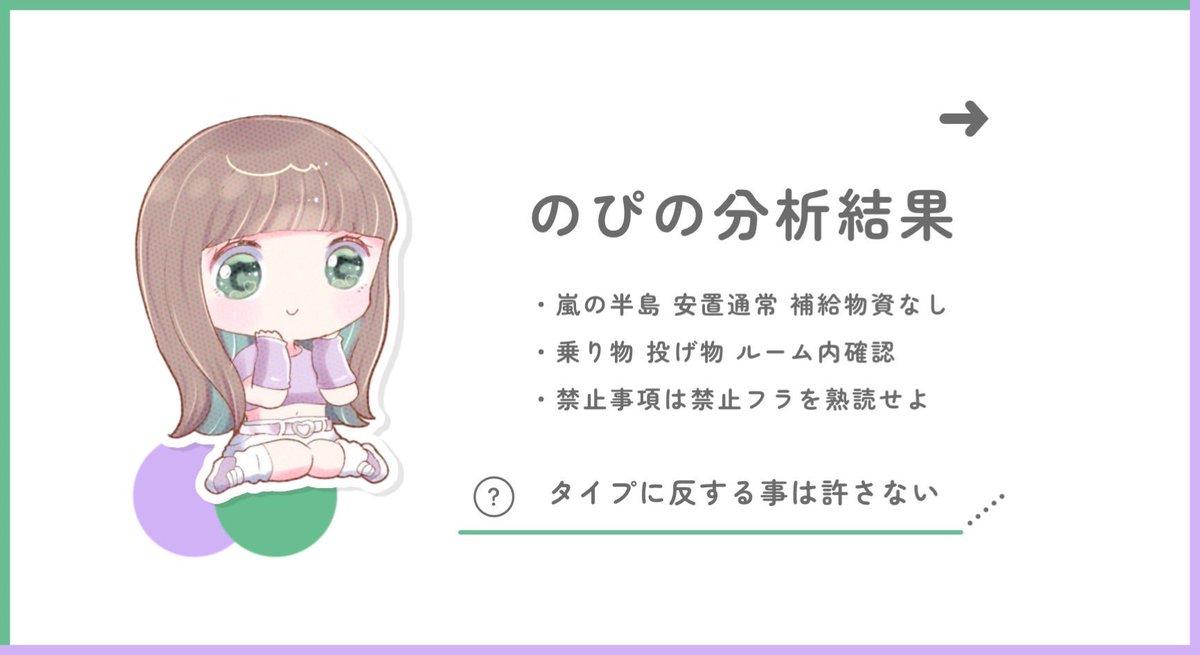 のぴの分析結果
・嵐の半島 安置通常 補給物資なし
・乗り物 投げ物 ルーム内確認
・禁止事項は禁止フラを熟読せよ
? タイプに反する事は許さない